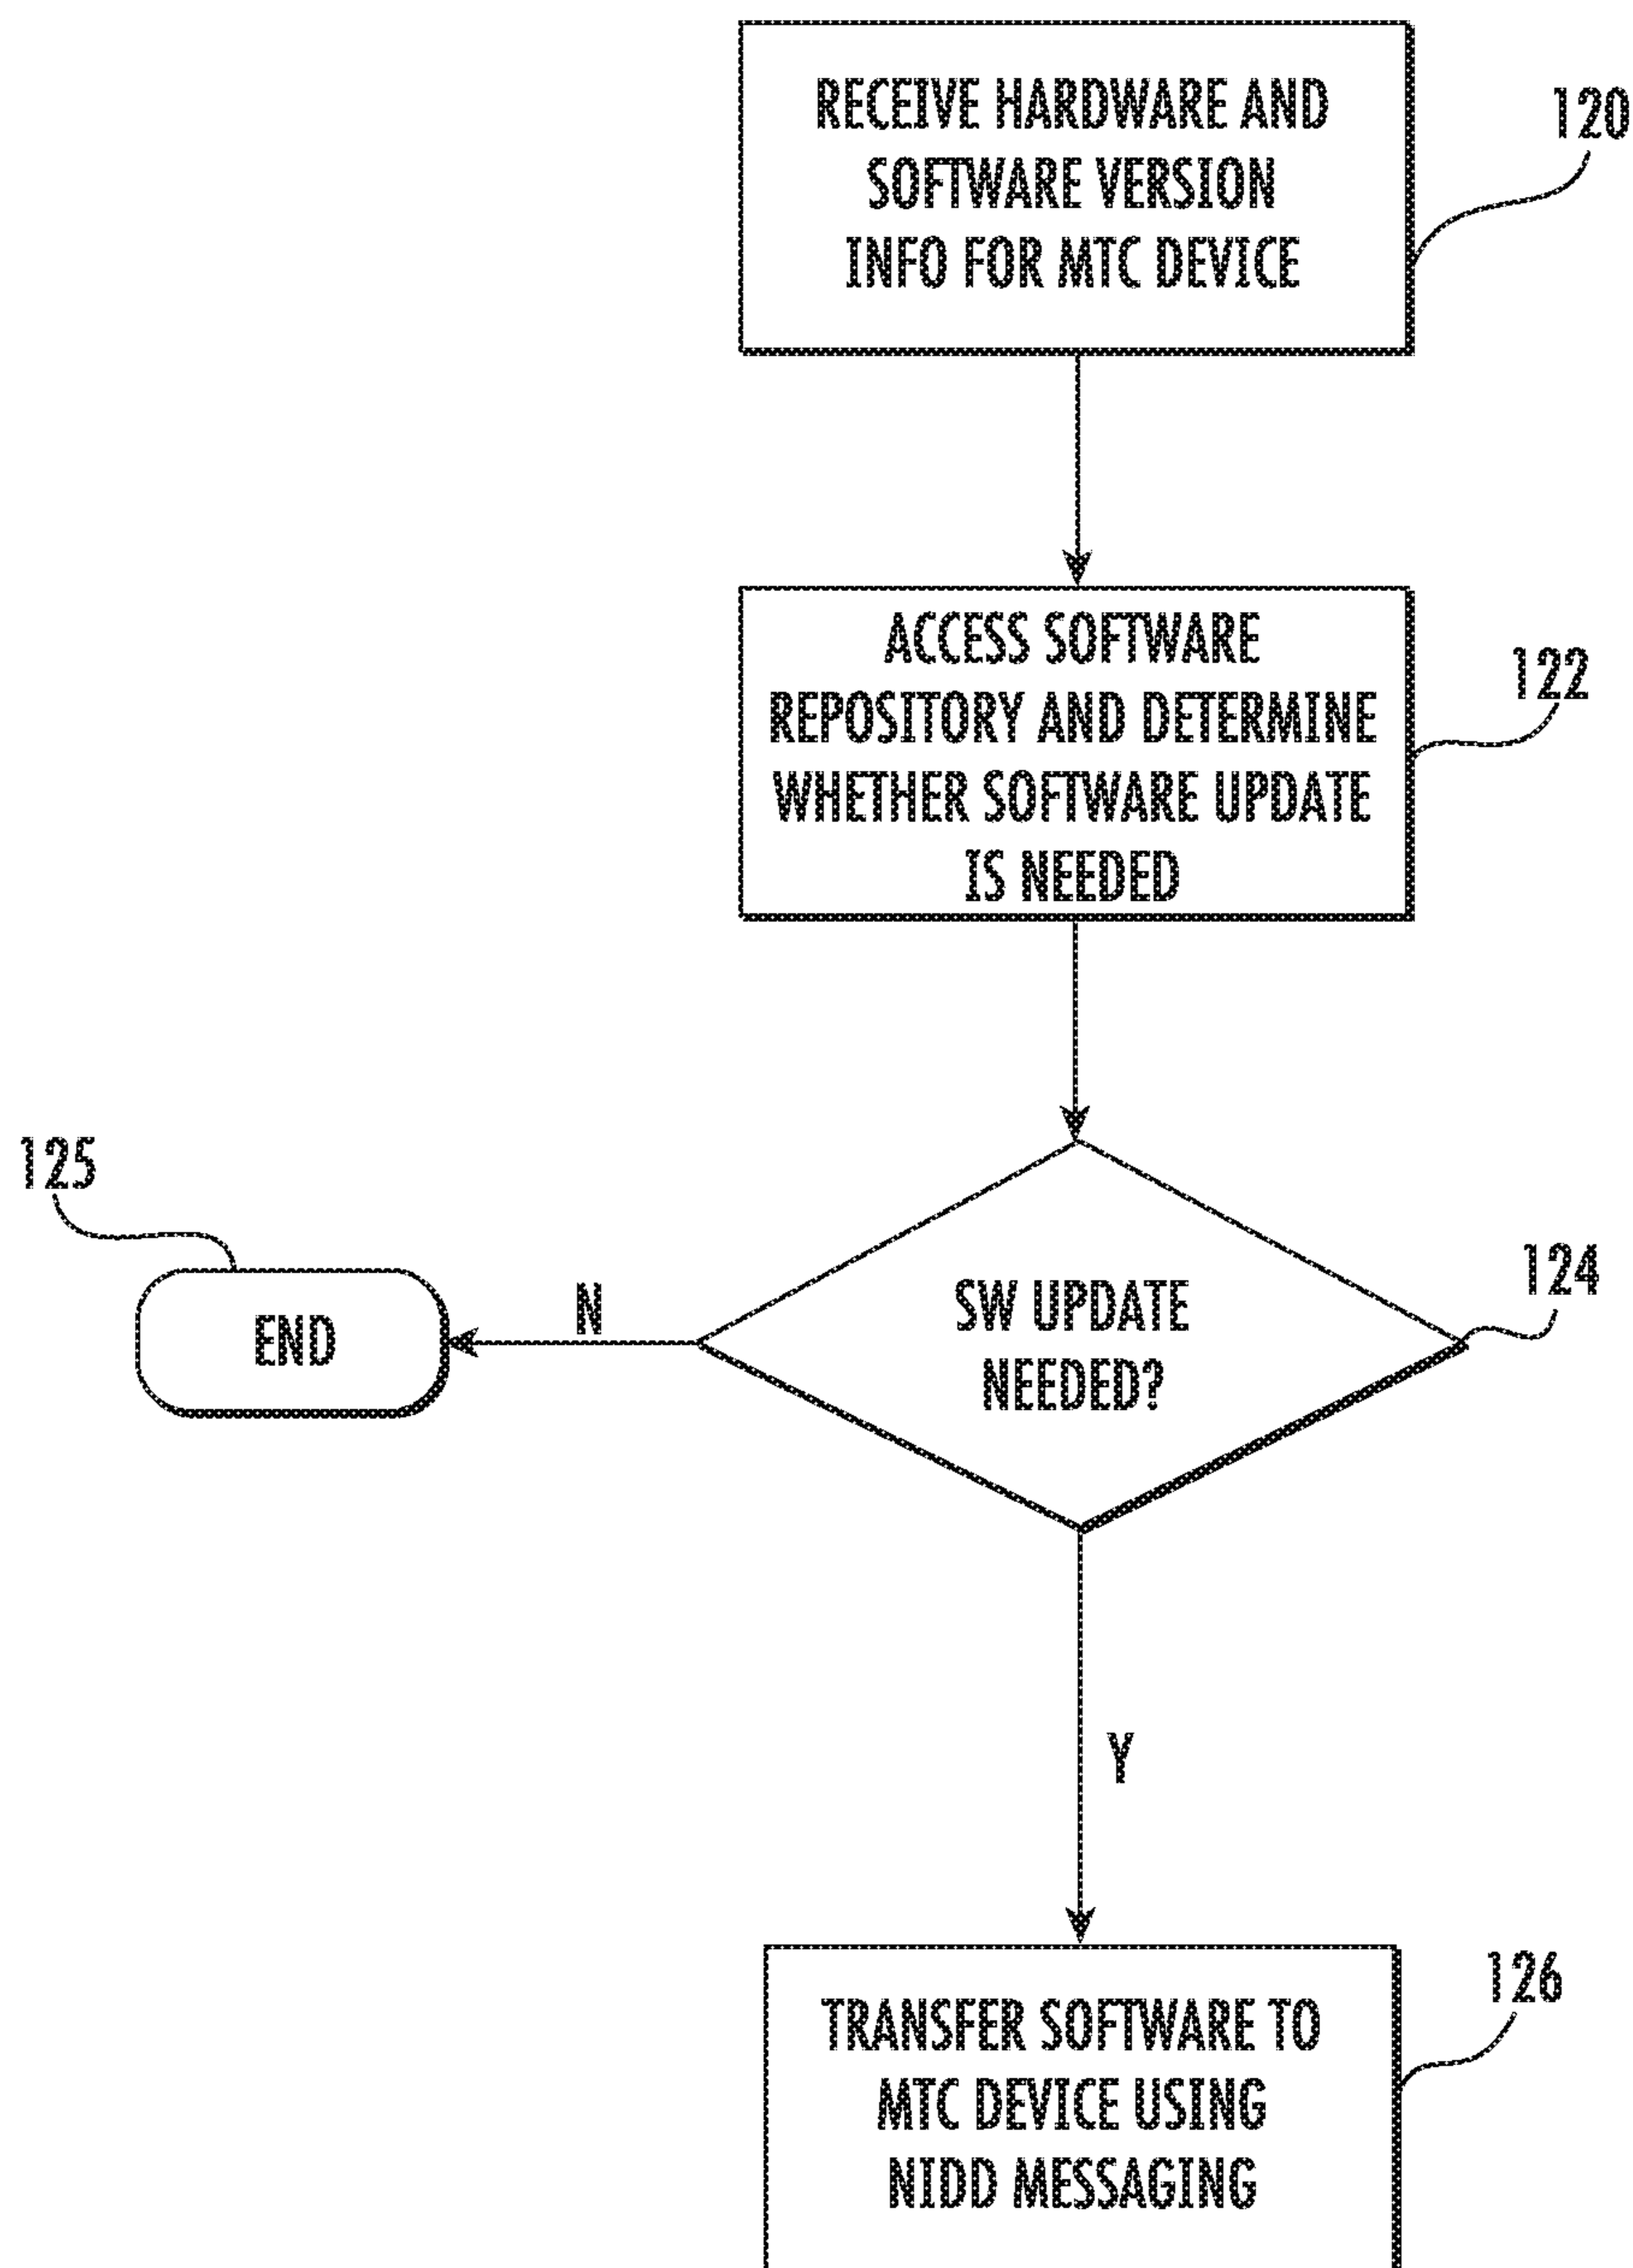 RECEIVE HARDWARE AND
SOFTWARE VERSION
INFO FOR MTC DEVICE
120
ACCESS SOFTWARE
REPOSITORY AND DETERMINE
WHETHER SOFTWARE UPDATE
IS NEEDED
122
SW UPDATE
NEEDED?
124
N
125
END
Y
TRANSFER SOFTWARE TO
MTC DEVICE USING
NIDD MESSAGING
126